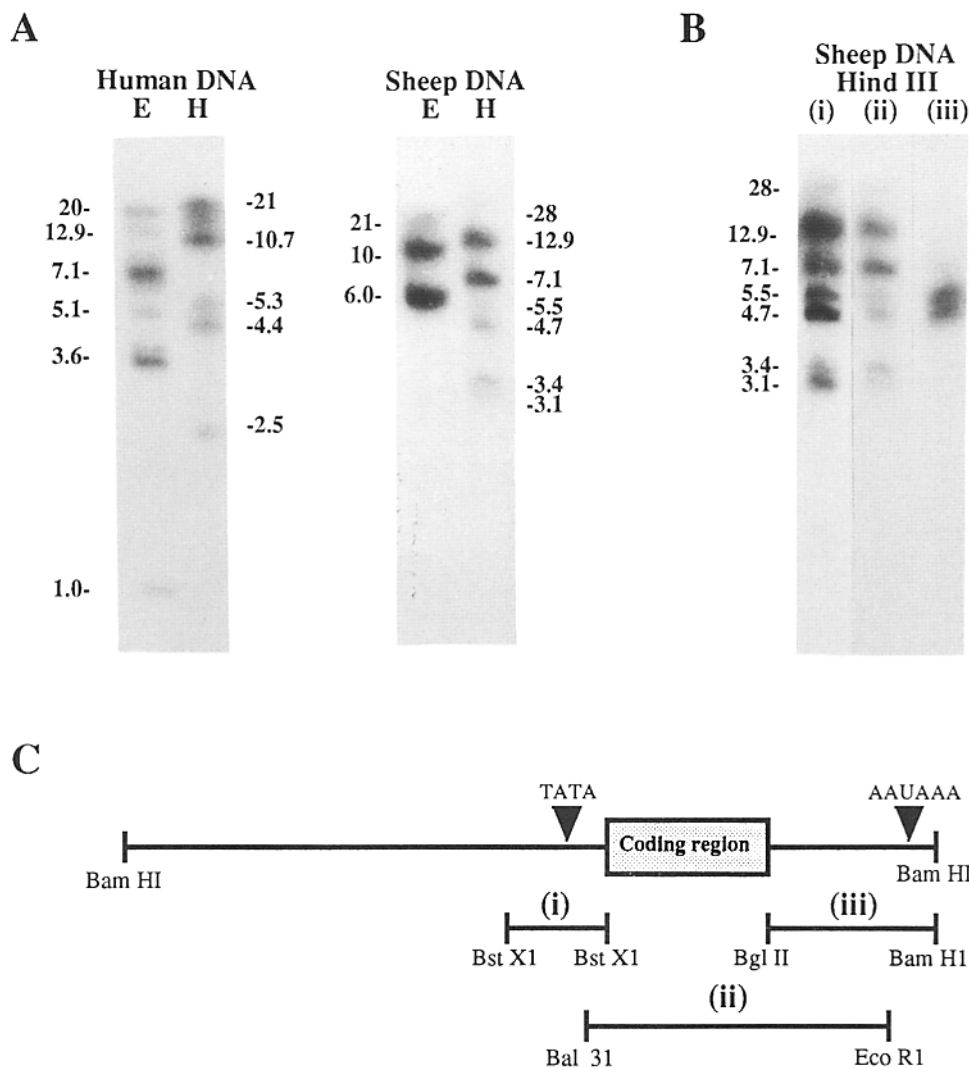 A
Human DNA
E H
20-
12.9-
7.1-
5.1-
3.6-
1.0-
-21
-10.7
-5.3
-4.4
-2.5
Sheep DNA
E H
21-
10-
6.0-
-28
-12.9
-7.1
-5.5
-4.7
-3.4
-3.1
B
Sheep DNA
Hind III
(i) (ii) (iii)
28-
12.9-
7.1-
5.5-
4.7-
3.4-
3.1-
C
TATA
AAUAAA
Coding region
Bam HI
Bam HI
(i)
(iii)
Bst X1
Bst X1
Bgl II
Bam H1
(ii)
Bal 31
Eco R1